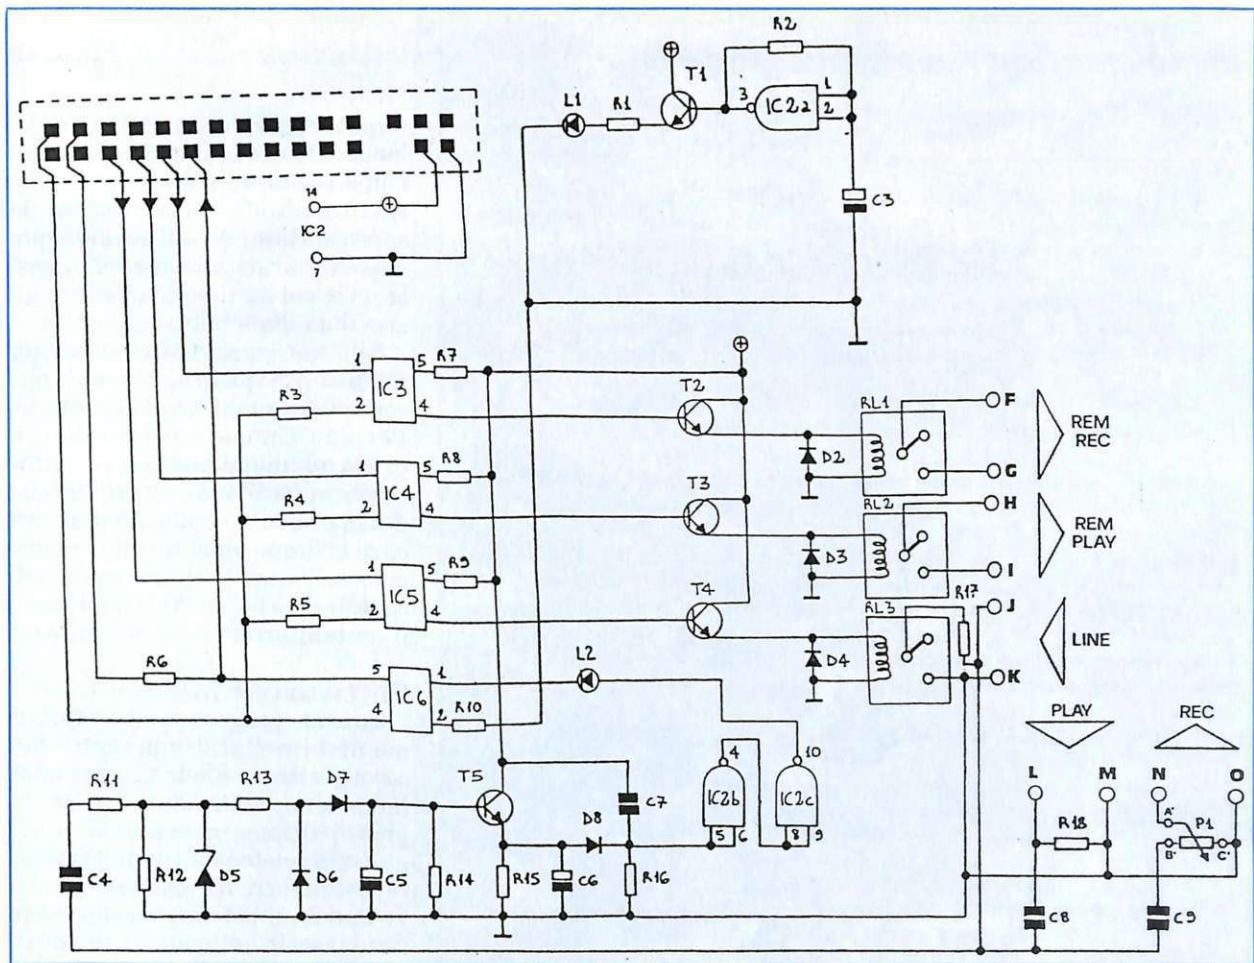 R2
T1
3
IC2a
1
2
L1
R1
C3
14
IC2
7
1
5
R7
IC3
R3
2
4
T2
RL1
F
REM
REC
D2
G
1
5
R8
IC4
R4
2
4
T3
RL2
H
REM
PLAY
D3
I
1
5
R9
IC5
R5
2
4
T4
RL3
R17
J
LINE
D4
K
R6
5
1
L2
IC6
4
2
R10
PLAY
REC
4
10
L
M
N
O
R11
R13
D7
T5
C7
IC2b
IC2c
5
6
8
9
D8
R18
A'
P1
B'
C'
C4
R12
D5
D6
C5
R14
R15
C6
R16
C8
C9